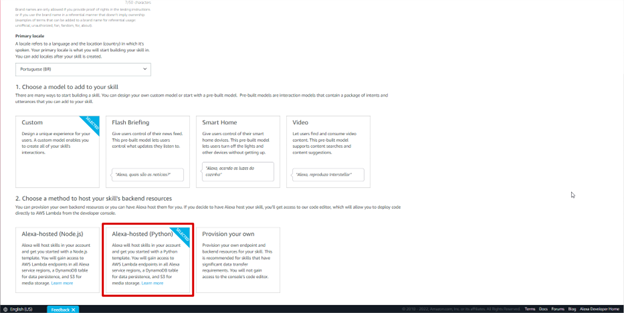 1/50 characters
Brand names are only allowed if you provide proof of rights in the testing instructions
or if you use the brand name in a referential manner that doesn't imply ownership
Primary locale
A locale refers to a language and the location (country) in which it's
spoken. Your primary locale is what you will start building your skill in.
You can add locales after your skill is created.
Portuguese (BR)
1. Choose a model to add to your skill
There are many ways to start building a skill. You can design your own custom model or start with a pre-built model. Pre-built models are interaction models that contain a package of intents and
utterances that you can add to your skill.
Custom
Design a unique experience for your
users. A custom model enables you
to create all of your skill's
interactions.
SELECTED
Flash Briefing
Give users control of their news feed.
This pre-built model lets users
control what updates they listen to.
"Alexa, quais são as notícias?"
Smart Home
Give users control of their smart
home devices. This pre-built model
lets users turn off the lights and
other devices without getting up.
"Alexa, acenda as luzes da
cozinha"
Video
Let users find and consume video
content. This pre-built model
supports content searches and
content suggestions.
"Alexa, reproduza Interstellar"
2. Choose a method to host your skill's backend resources
You can provision your own backend resources or you can have Alexa host them for you. If you decide to have Alexa host your skill, you'll get access to our code editor, which will allow you to deploy code
directly to AWS Lambda from the developer console.
Alexa-hosted (Node.js)
Alexa will host skills in your account
and get you started with a Node.js
template. You will gain access to
AWS Lambda endpoints in all Alexa
service regions, a DynamoDB table
for data persistence, and S3 for
media storage. Learn more
Alexa-hosted (Python)
Alexa will host skills in your account
and get you started with a Python
template. You will gain access to
AWS Lambda endpoints in all Alexa
service regions, a DynamoDB table
for data persistence, and S3 for
media storage. Learn more
SELECTED
Provision your own
Provision your own endpoint and
backend resources for your skill. This
is recommended for skills that have
significant data transfer
requirements. You will not gain
access to the console's code editor.
English (US)
Feedback
Terms Docs Forums Blog Alexa Developer Home